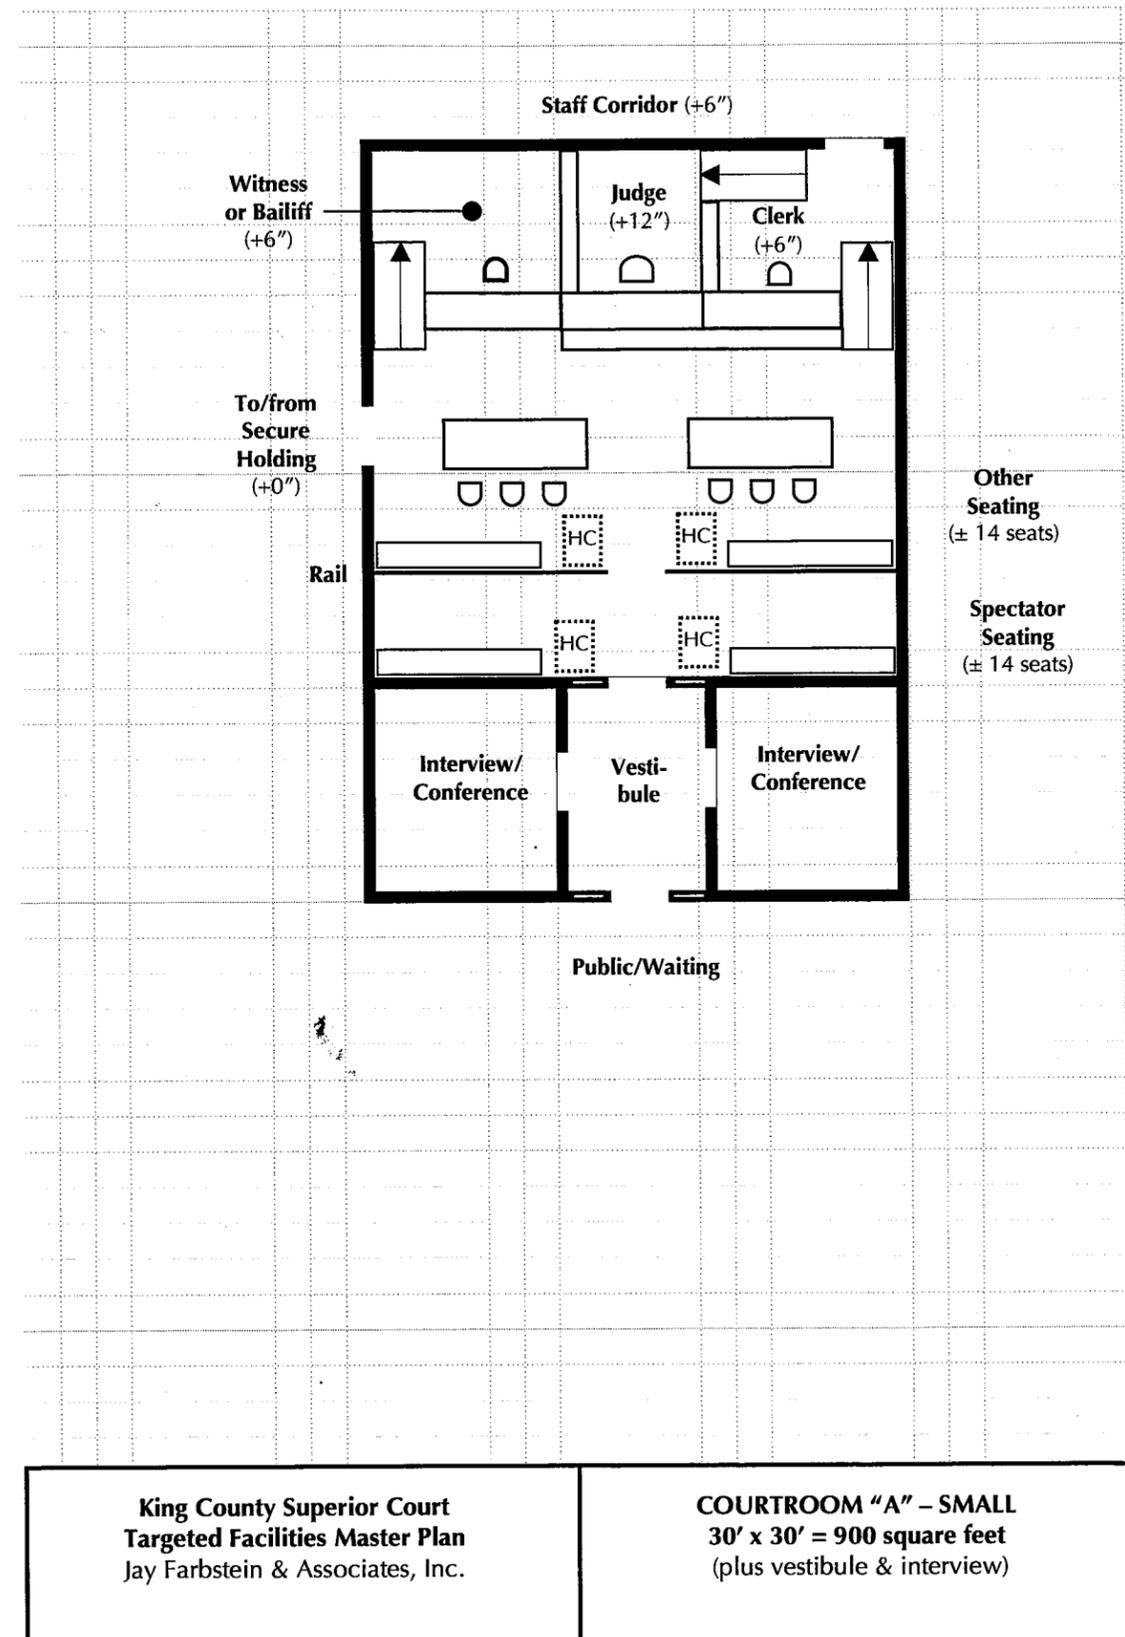 Staff Corridor (+6″)
Witness
or Bailiff
(+6″)
Judge
(+12″)
Clerk
(+6″)
To/from
Secure
Holding
(+0″)
Other
Seating
(± 14 seats)
HC
HC
Rail
Spectator
Seating
(± 14 seats)
HC
HC
Interview/
Conference
Vesti-
bule
Interview/
Conference
Public/Waiting
King County Superior Court
Targeted Facilities Master Plan
Jay Farbstein & Associates, Inc.
COURTROOM “A” – SMALL
30′ x 30′ = 900 square feet
(plus vestibule & interview)